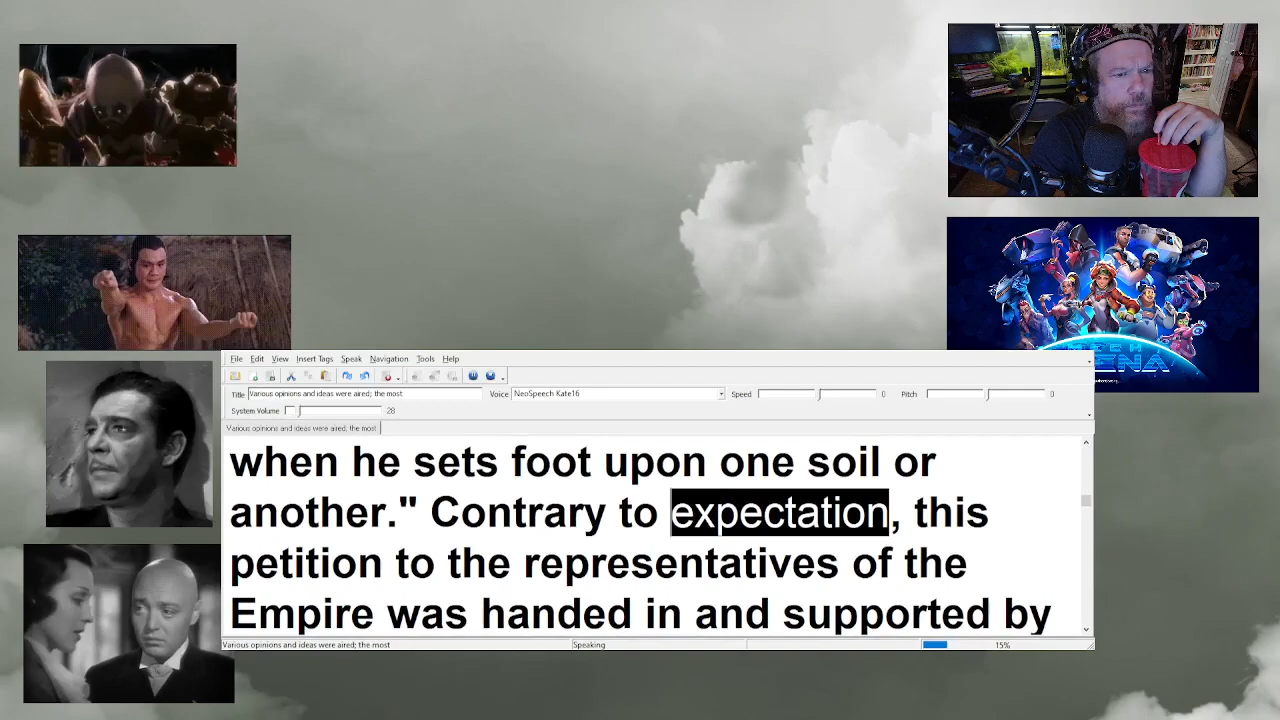 File Edit View Insert Tags Speak Navigation Tools Help
Title Various opinions and ideas were aired; the most Voice NeoSpeech Kate16 Speed 0 Pitch 0
System Volume 28
Various opinions and ideas were aired; the most
when he sets foot upon one soil or
another." Contrary to expectation, this
petition to the representatives of the
Empire was handed in and supported by
Various opinions and ideas were aired; the most Speaking 15%